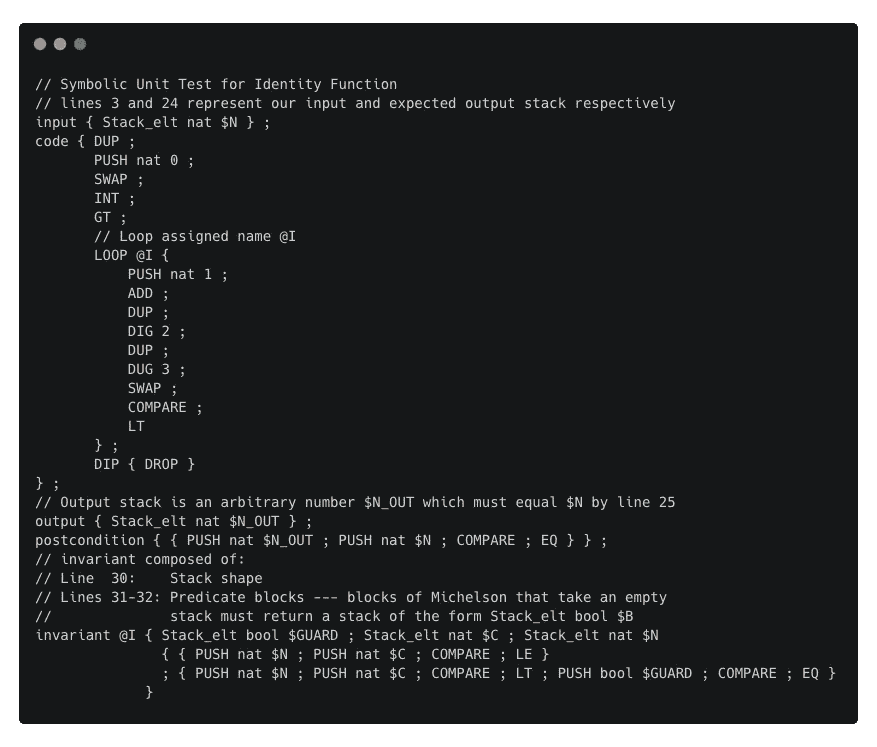 // Symbolic Unit Test for Identity Function
// lines 3 and 24 represent our input and expected output stack respectively
input { Stack_elt nat $N } ;
code { DUP ;
       PUSH nat 0 ;
       SWAP ;
       INT ;
       GT ;
       // Loop assigned name @I
       LOOP @I {
           PUSH nat 1 ;
           ADD ;
           DUP ;
           DIG 2 ;
           DUP ;
           DUG 3 ;
           SWAP ;
           COMPARE ;
           LT
       } ;
       DIP { DROP }
} ;
// Output stack is an arbitrary number $N_OUT which must equal $N by line 25
output { Stack_elt nat $N_OUT } ;
postcondition { { PUSH nat $N_OUT ; PUSH nat $N ; COMPARE ; EQ } } ;
// invariant composed of:
// Line  30:    Stack shape
// Lines 31-32: Predicate blocks --- blocks of Michelson that take an empty
//              stack must return a stack of the form Stack_elt bool $B
invariant @I { Stack_elt bool $GUARD ; Stack_elt nat $C ; Stack_elt nat $N
               { { PUSH nat $N ; PUSH nat $C ; COMPARE ; LE }
               ; { PUSH nat $N ; PUSH nat $C ; COMPARE ; LT ; PUSH bool $GUARD ; COMPARE ; EQ }
             }